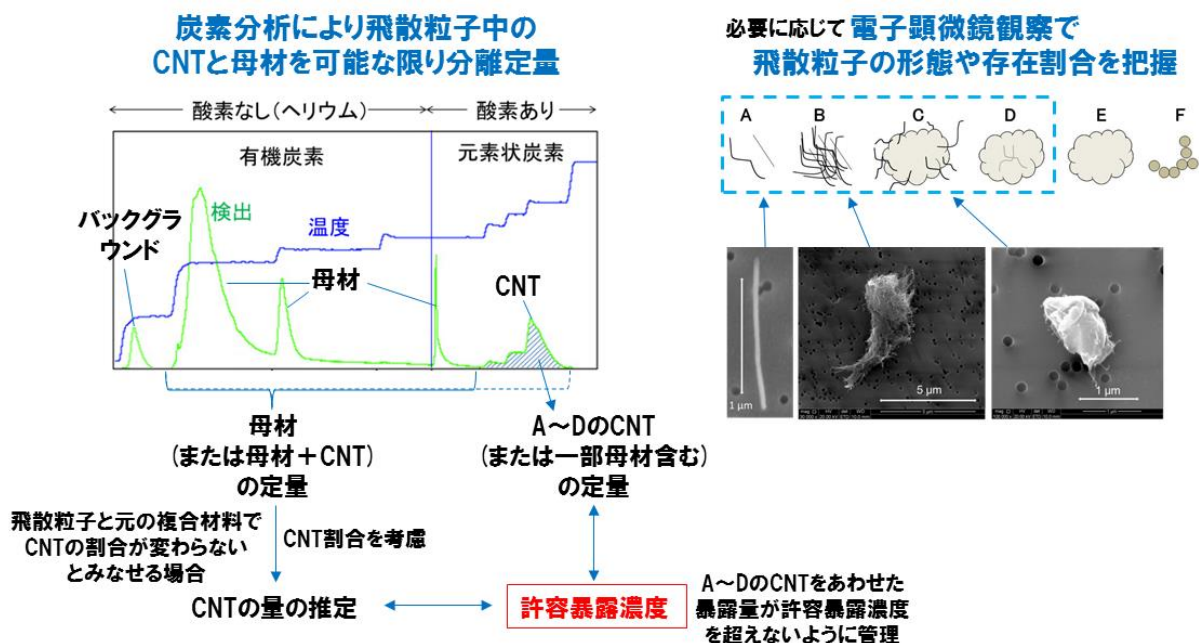 炭素分析により飛散粒子中の
CNTと母材を可能な限り分離定量
酸素なし(ヘリウム)
酸素あり
有機炭素
元素状炭素
検出
温度
バックグラ
ウンド
母材
CNT
母材
(または母材+CNT)
の定量
A~DのCNT
(または一部母材含む)
の定量
飛散粒子と元の複合材料で
CNTの割合が変わらない
とみなせる場合
CNT割合を考慮
CNTの量の推定
許容暴露濃度
A~DのCNTをあわせた
暴露量が許容暴露濃度
を超えないように管理
必要に応じて 電子顕微鏡観察で
飛散粒子の形態や存在割合を把握
A B C D E F
1 μm
5 μm
1 μm